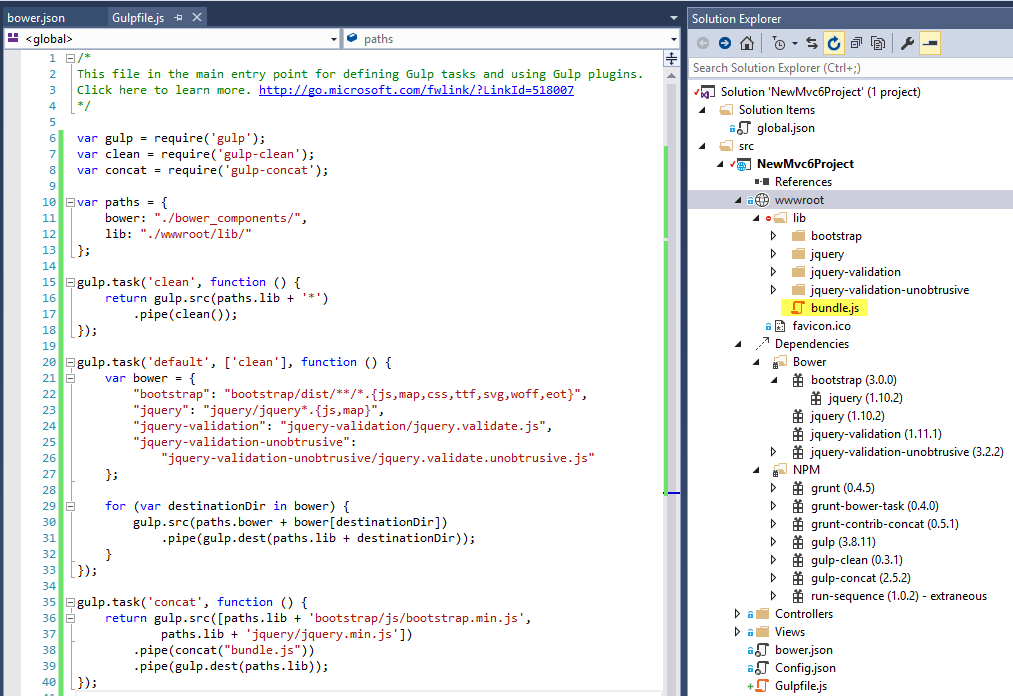 bower.json
Gulpfile.js
<global>
paths
1 /*
2 This file in the main entry point for defining Gulp tasks and using Gulp plugins.
3 Click here to learn more. http://go.microsoft.com/fwlink/?LinkId=518007
4 */
5
6 var gulp = require('gulp');
7 var clean = require('gulp-clean');
8 var concat = require('gulp-concat');
9
10 var paths = {
11 bower: "./bower_components/",
12 lib: "./wwwroot/lib/"
13 };
14
15 gulp.task('clean', function () {
16 return gulp.src(paths.lib + '*')
17 .pipe(clean());
18 });
19
20 gulp.task('default', ['clean'], function () {
21 var bower = {
22 "bootstrap": "bootstrap/dist/**/*.{js,map,css,ttf,svg,woff,eot}",
23 "jquery": "jquery/jquery*.{js,map}",
24 "jquery-validation": "jquery-validation/jquery.validate.js",
25 "jquery-validation-unobtrusive":
26 "jquery-validation-unobtrusive/jquery.validate.unobtrusive.js"
27 };
28
29 for (var destinationDir in bower) {
30 gulp.src(paths.bower + bower[destinationDir])
31 .pipe(gulp.dest(paths.lib + destinationDir));
32 }
33 });
34
35 gulp.task('concat', function () {
36 return gulp.src([paths.lib + 'bootstrap/js/bootstrap.min.js',
37 paths.lib + 'jquery/jquery.min.js'])
38 .pipe(concat("bundle.js"))
39 .pipe(gulp.dest(paths.lib));
40 });
Solution Explorer
Search Solution Explorer (Ctrl+;)
Solution 'NewMvc6Project' (1 project)
Solution Items
global.json
src
NewMvc6Project
References
wwwroot
lib
bootstrap
jquery
jquery-validation
jquery-validation-unobtrusive
bundle.js
favicon.ico
Dependencies
Bower
bootstrap (3.0.0)
jquery (1.10.2)
jquery (1.10.2)
jquery-validation (1.11.1)
jquery-validation-unobtrusive (3.2.2)
NPM
grunt (0.4.5)
grunt-bower-task (0.4.0)
grunt-contrib-concat (0.5.1)
gulp (3.8.11)
gulp-clean (0.3.1)
gulp-concat (2.5.2)
run-sequence (1.0.2) - extraneous
Controllers
Views
bower.json
Config.json
Gulpfile.js